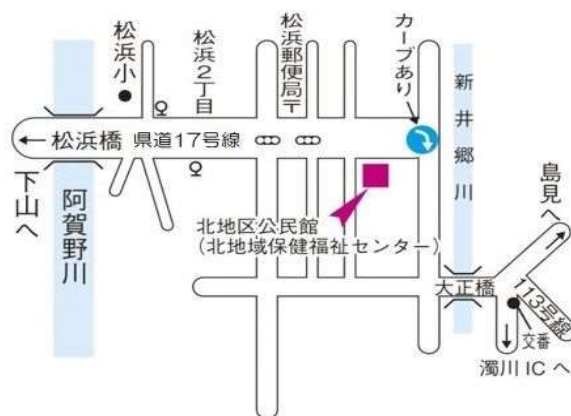 松浜小
松浜2丁目
松浜郵便局〒
カーブあり
新井郷川
松浜橋
県道17号線
下山へ
阿賀野川
北地区公民館
(北地域保健福祉センター)
島見へ
大正橋
113号線
交番
濁川 IC へ